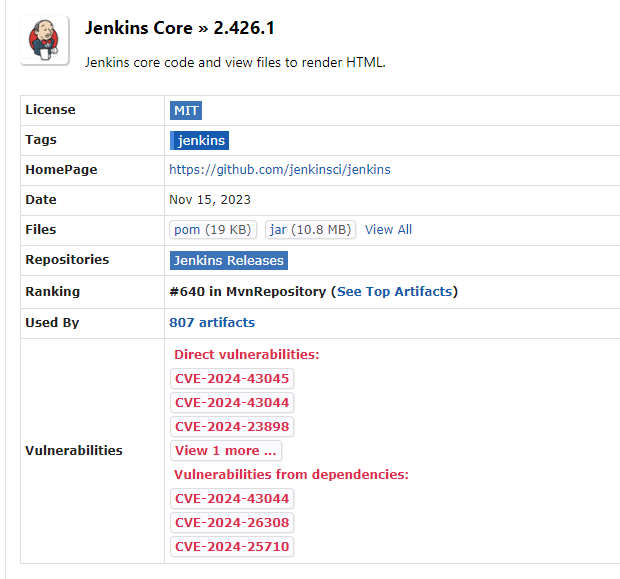 Jenkins Core » 2.426.1
Jenkins core code and view files to render HTML.
License MIT
Tags jenkins
HomePage https://github.com/jenkinsci/jenkins
Date Nov 15, 2023
Files pom (19 KB) jar (10.8 MB) View All
Repositories Jenkins Releases
Ranking #640 in MvnRepository (See Top Artifacts)
Used By 807 artifacts
Vulnerabilities
Direct vulnerabilities:
CVE-2024-43045
CVE-2024-43044
CVE-2024-23898
View 1 more ...
Vulnerabilities from dependencies:
CVE-2024-43044
CVE-2024-26308
CVE-2024-25710